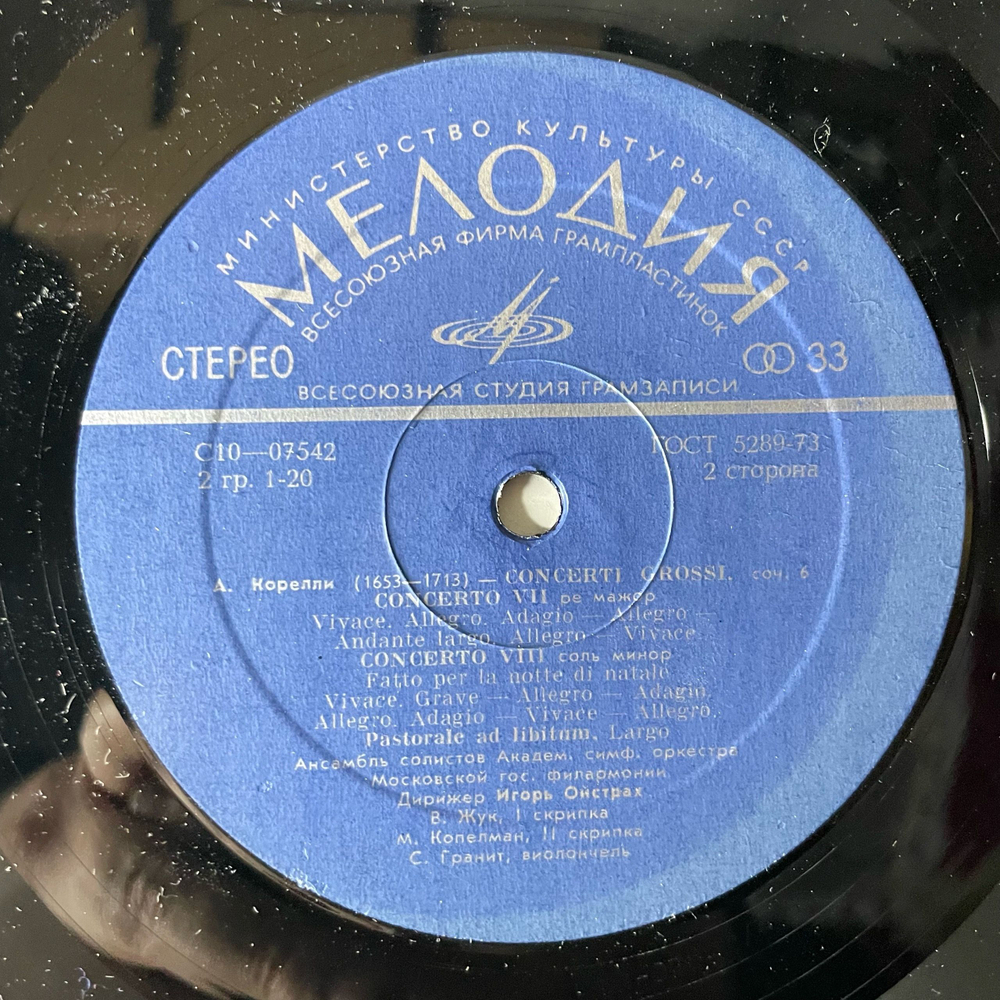 МИНИСТЕРСТВО КУЛЬТУРЫ СССР
МЕЛОДИЯ
ВСЕСОЮЗНАЯ ФИРМА ГРАМПЛАСТИНОК
СТЕРЕО
33
ВСЕСОЮЗНАЯ СТУДИЯ ГРАМЗАПИСИ
С10—07542
ГОСТ 5289-73
2 гр. 1-20
2 сторона
А. Корелли (1653—1713) — CONCERTI GROSSI, соч. 6
CONCERTO VII ре мажор
Vivace. Allegro. Adagio — Allegro —
Andante largo. Allegro — Vivace
CONCERTO VIII соль минор
Fatto per la notte di natale
Vivace. Grave — Allegro — Adagio.
Allegro. Adagio — Vivace — Allegro.
Pastorale ad libitum. Largo
Ансамбль солистов Академ. симф. оркестра
Московской гос. филармонии
Дирижер Игорь Ойстрах
В. Жук, I скрипка
М. Копелман, II скрипка
С. Гранит, виолончель